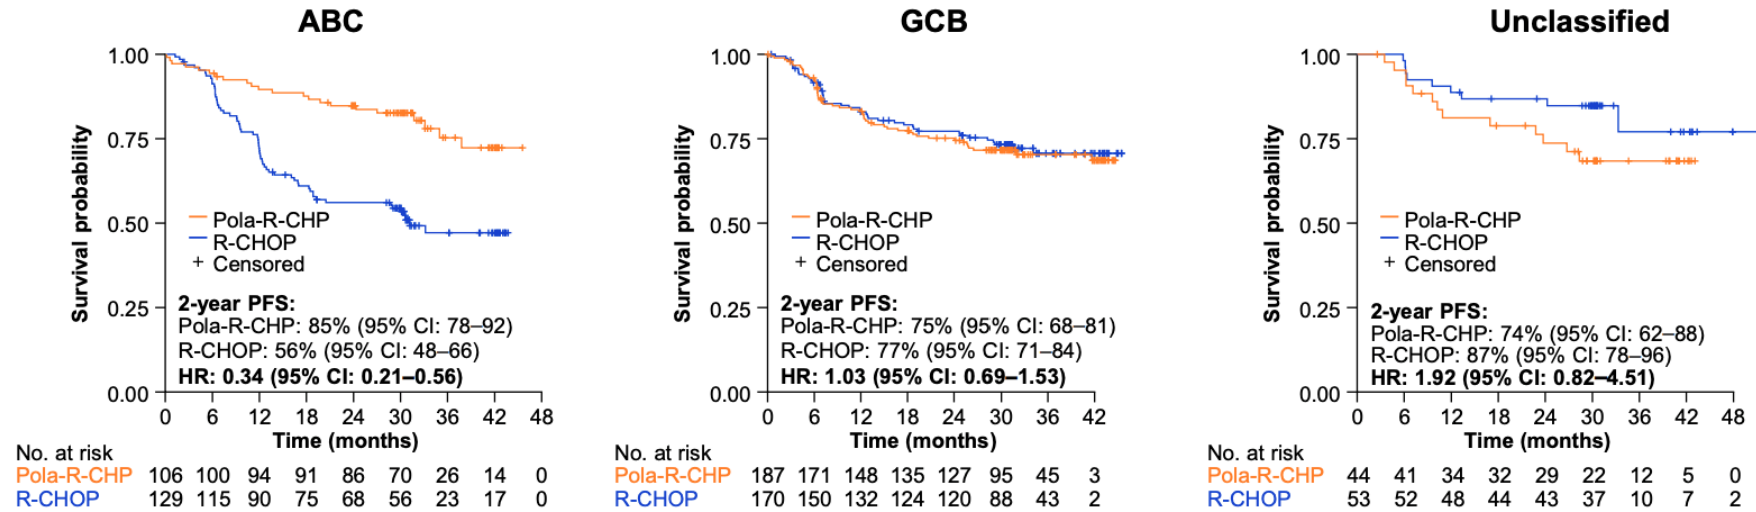 ABC
1.00
0.75
0.50
0.25
0.00
Survival probability
Pola-R-CHP
R-CHOP
+ Censored
2-year PFS:
Pola-R-CHP: 85% (95% CI: 78–92)
R-CHOP: 56% (95% CI: 48–66)
HR: 0.34 (95% CI: 0.21–0.56)
0 6 12 18 24 30 36 42 48
Time (months)
No. at risk
Pola-R-CHP 106 100 94 91 86 70 26 14 0
R-CHOP 129 115 90 75 68 56 23 17 0
GCB
1.00
0.75
0.50
0.25
0.00
Survival probability
Pola-R-CHP
R-CHOP
+ Censored
2-year PFS:
Pola-R-CHP: 75% (95% CI: 68–81)
R-CHOP: 77% (95% CI: 71–84)
HR: 1.03 (95% CI: 0.69–1.53)
0 6 12 18 24 30 36 42
Time (months)
No. at risk
Pola-R-CHP 187 171 148 135 127 95 45 3
R-CHOP 170 150 132 124 120 88 43 2
Unclassified
1.00
0.75
0.50
0.25
0.00
Survival probability
Pola-R-CHP
R-CHOP
+ Censored
2-year PFS:
Pola-R-CHP: 74% (95% CI: 62–88)
R-CHOP: 87% (95% CI: 78–96)
HR: 1.92 (95% CI: 0.82–4.51)
0 6 12 18 24 30 36 42 48
Time (months)
No. at risk
Pola-R-CHP 44 41 34 32 29 22 12 5 0
R-CHOP 53 52 48 44 43 37 10 7 2